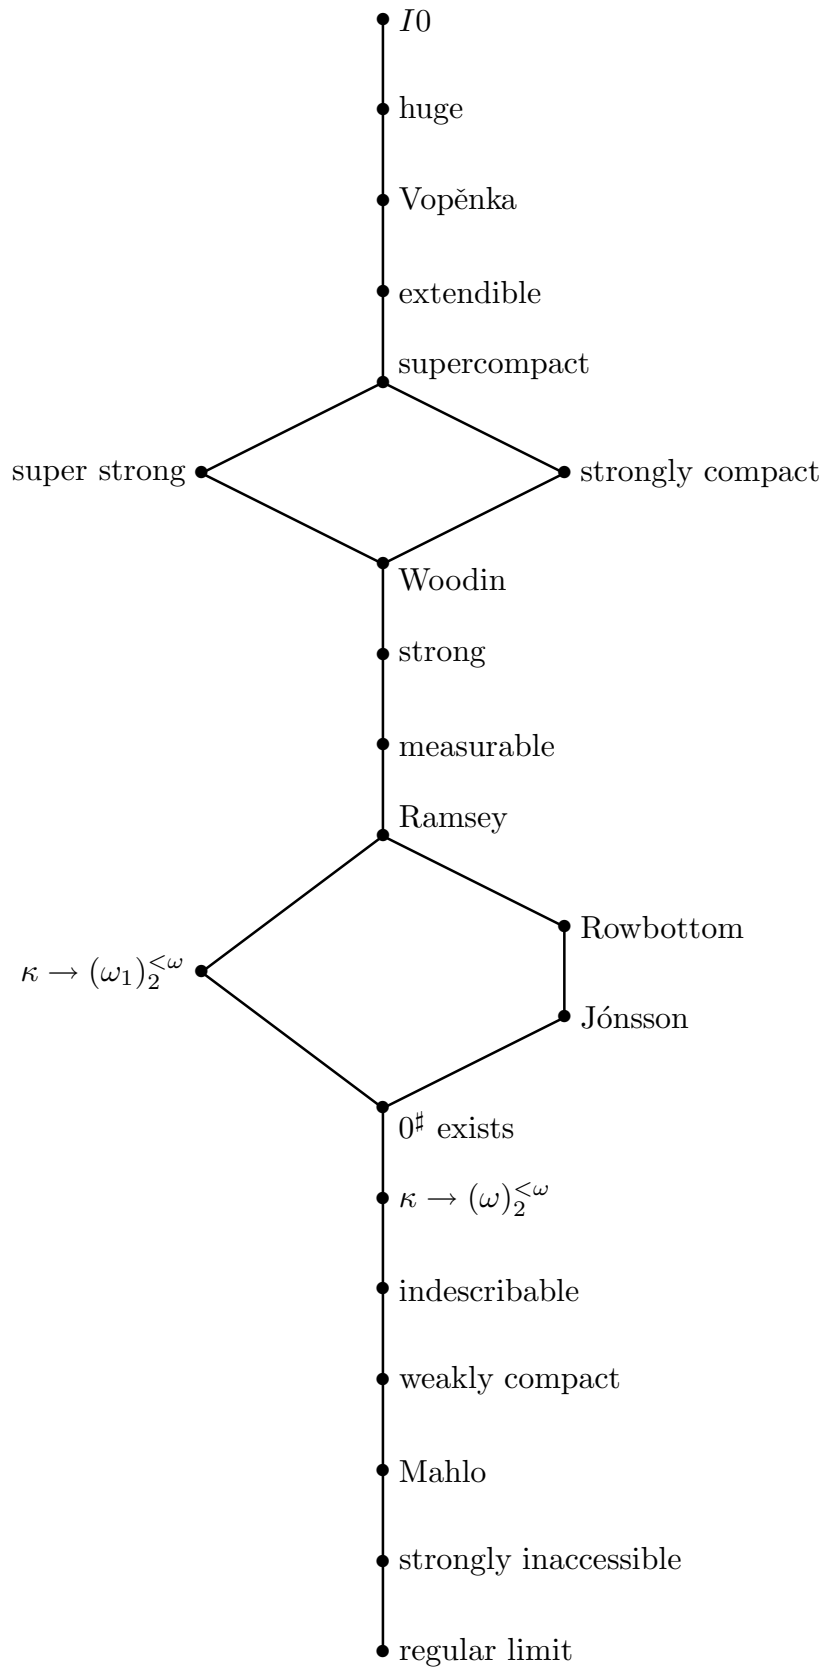 I0
huge
Vopěnka
extendible
supercompact
super strong
strongly compact
Woodin
strong
measurable
Ramsey
Rowbottom
κ → (ω₁)₂^{<ω}
Jónsson
0^♯ exists
κ → (ω)₂^{<ω}
indescribable
weakly compact
Mahlo
strongly inaccessible
regular limit